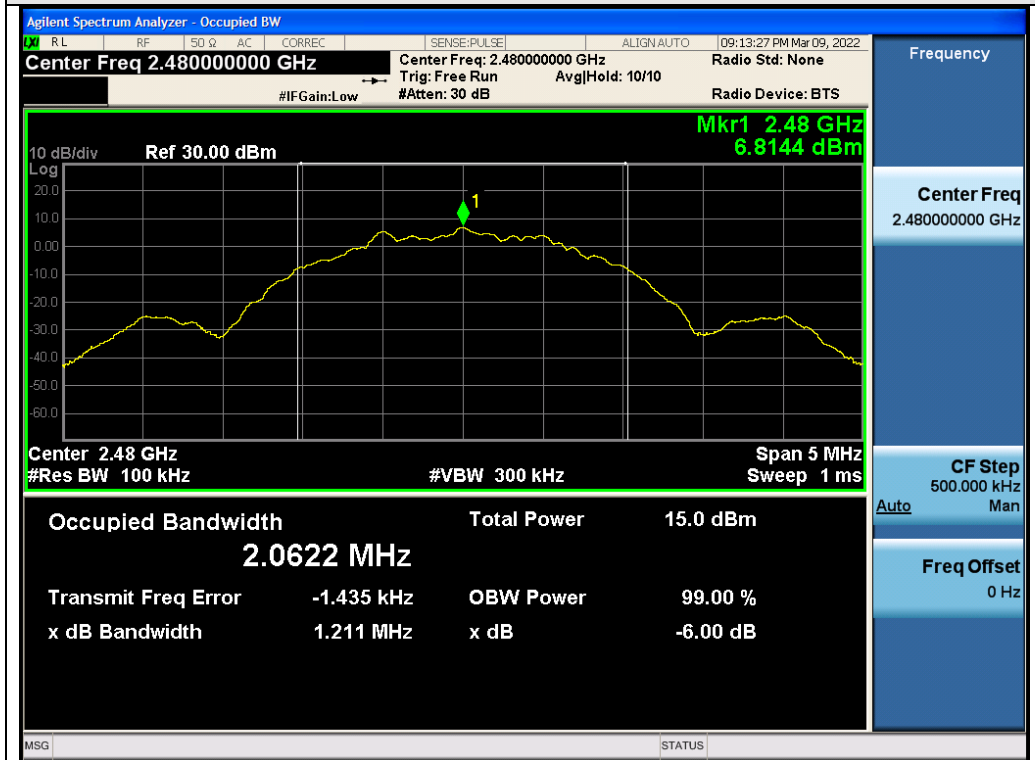 Agilent Spectrum Analyzer - Occupied BW
LXI RL RF 50 Ω AC CORREC SENSE:PULSE ALIGN AUTO 09:13:27 PM Mar 09, 2022
Center Freq 2.480000000 GHz
Center Freq: 2.480000000 GHz
Radio Std: None
Trig: Free Run Avg|Hold: 10/10
#IFGain:Low #Atten: 30 dB Radio Device: BTS
Mkr1 2.48 GHz
10 dB/div Ref 30.00 dBm 6.8144 dBm
Log
20.0
1
10.0
0.00
-10.0
-20.0
-30.0
-40.0
-50.0
-60.0
Center 2.48 GHz Span 5 MHz
#Res BW 100 kHz #VBW 300 kHz Sweep 1 ms
Occupied Bandwidth Total Power 15.0 dBm
2.0622 MHz
Transmit Freq Error -1.435 kHz OBW Power 99.00 %
x dB Bandwidth 1.211 MHz x dB -6.00 dB
MSG STATUS
Frequency
Center Freq
2.480000000 GHz
CF Step
500.000 kHz
Auto Man
Freq Offset
0 Hz